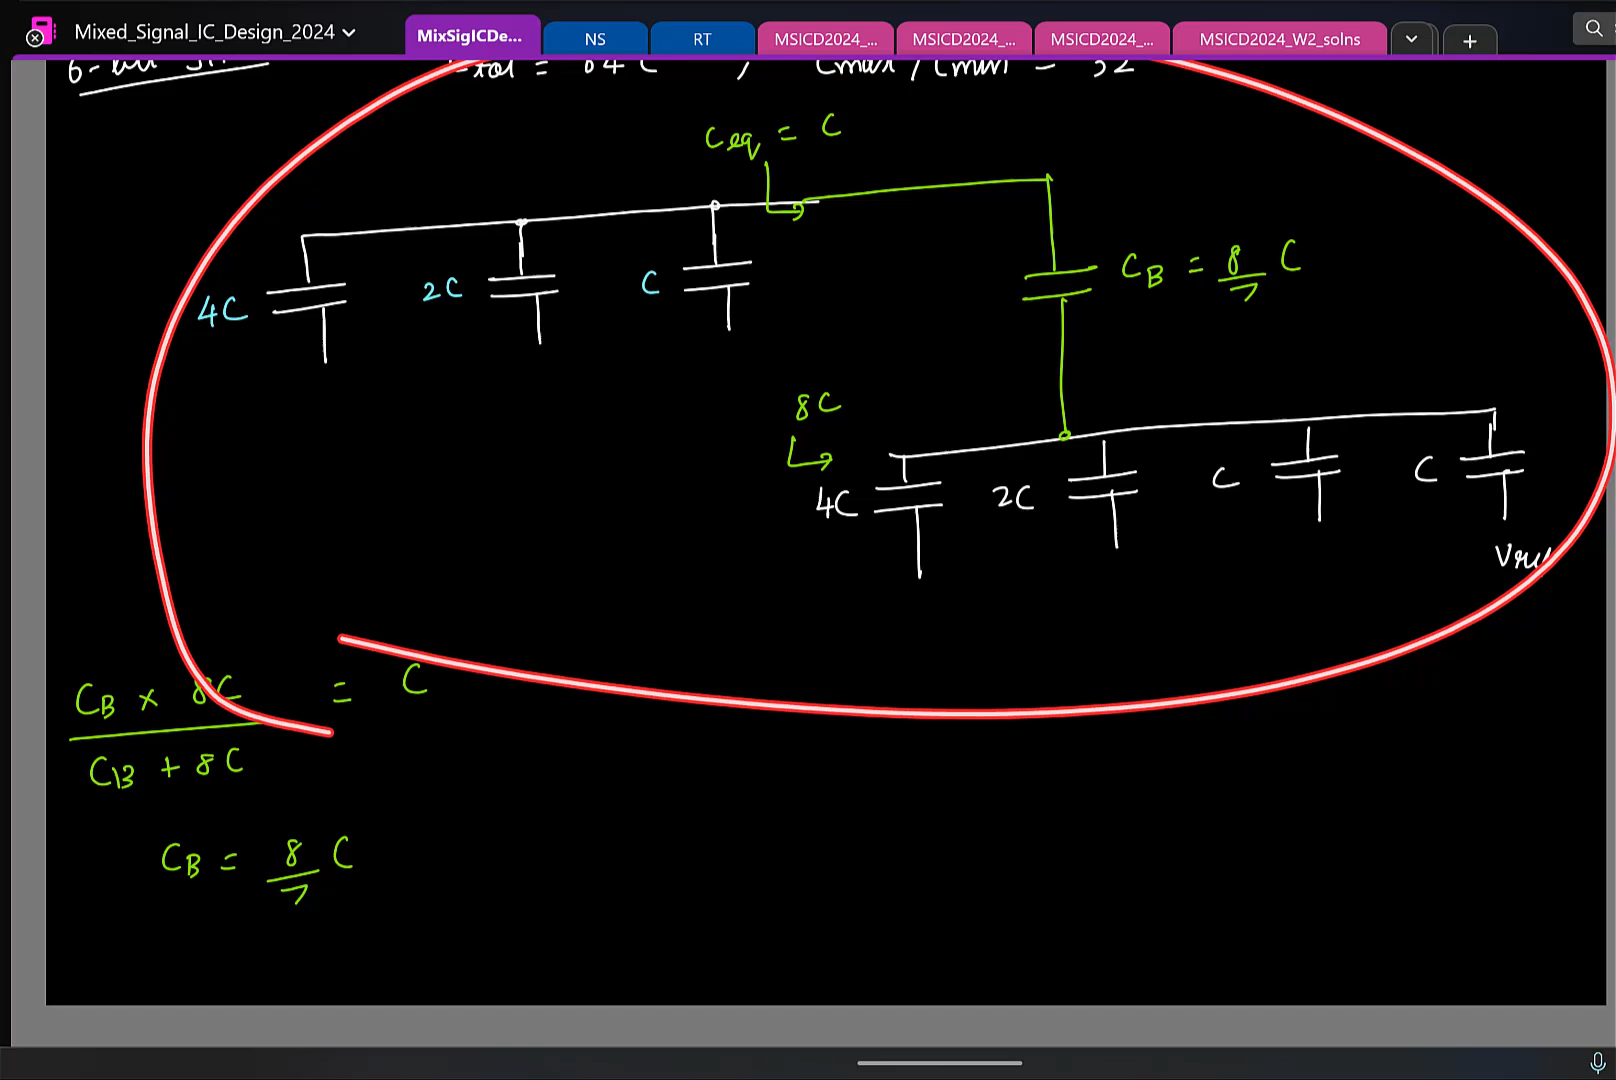 Mixed_Signal_IC_Design_2024
MixSigICDe... NS RT MSICD2024_... MSICD2024_... MSICD2024_... MSICD2024_W2_solns
Ceq = C
4C 2C C
CB = 8/7 C
8C
4C 2C C C
CB × 8C / CB + 8C = C
CB = 8/7 C